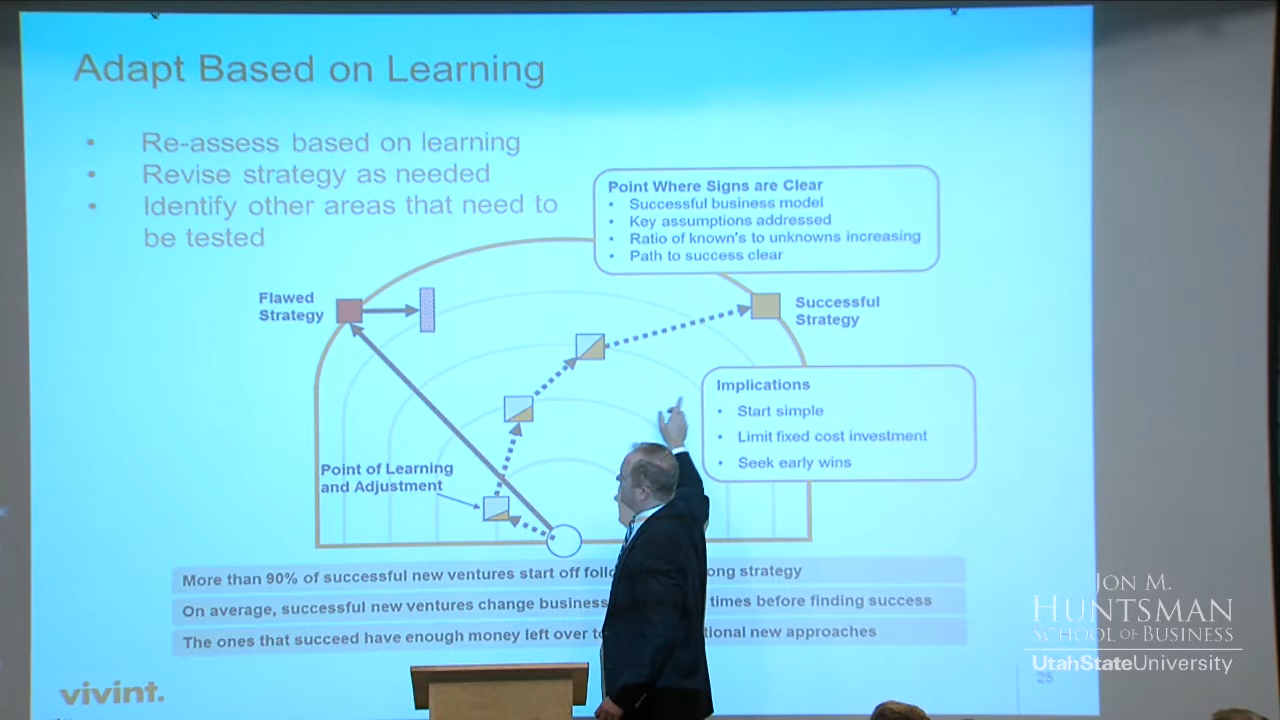 Adapt Based on Learning
• Re-assess based on learning
• Revise strategy as needed
• Identify other areas that need to
be tested
Point Where Signs are Clear
• Successful business model
• Key assumptions addressed
• Ratio of known's to unknowns increasing
• Path to success clear
Flawed
Strategy
Successful
Strategy
Implications
• Start simple
• Limit fixed cost investment
• Seek early wins
Point of Learning
and Adjustment
More than 90% of successful new ventures start off strategy
On average, successful new ventures change business times before finding success
The ones that succeed have enough money left over new approaches
vivint.
25
JON M.
HUNTSMAN
SCHOOL OF BUSINESS
UtahStateUniversity